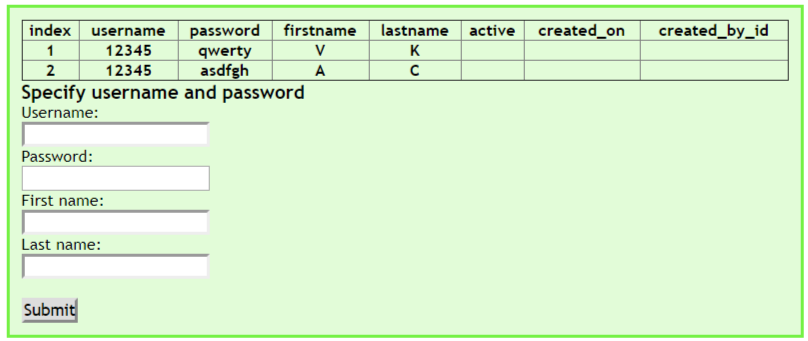 index username password firstname lastname active created_on created_by_id
1 12345 qwerty V K
2 12345 asdfgh A C
Specify username and password
Username:
Password:
First name:
Last name:
Submit